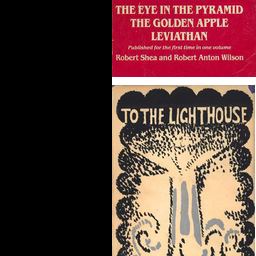 THE EYE IN THE PYRAMID
THE GOLDEN APPLE
LEVIATHAN
Published for the first time in one volume
Robert Shea and Robert Anton Wilson
TO THE LIGHTHOUSE